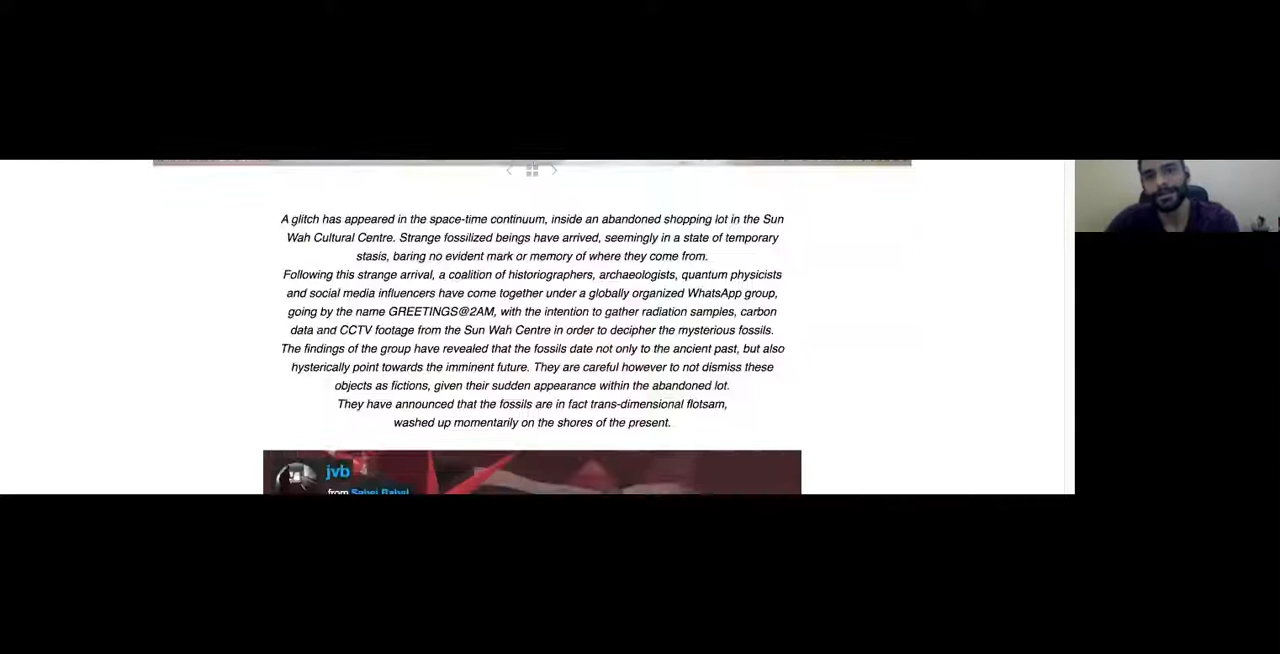 A glitch has appeared in the space-time continuum, inside an abandoned shopping lot in the Sun
Wah Cultural Centre. Strange fossilized beings have arrived, seemingly in a state of temporary
stasis, baring no evident mark or memory of where they come from.
Following this strange arrival, a coalition of historiographers, archaeologists, quantum physicists
and social media influencers have come together under a globally organized WhatsApp group,
going by the name GREETINGS@2AM, with the intention to gather radiation samples, carbon
data and CCTV footage from the Sun Wah Centre in order to decipher the mysterious fossils.
The findings of the group have revealed that the fossils date not only to the ancient past, but also
hysterically point towards the imminent future. They are careful however to not dismiss these
objects as fictions, given their sudden appearance within the abandoned lot.
They have announced that the fossils are in fact trans-dimensional flotsam,
washed up momentarily on the shores of the present.
jvb
from